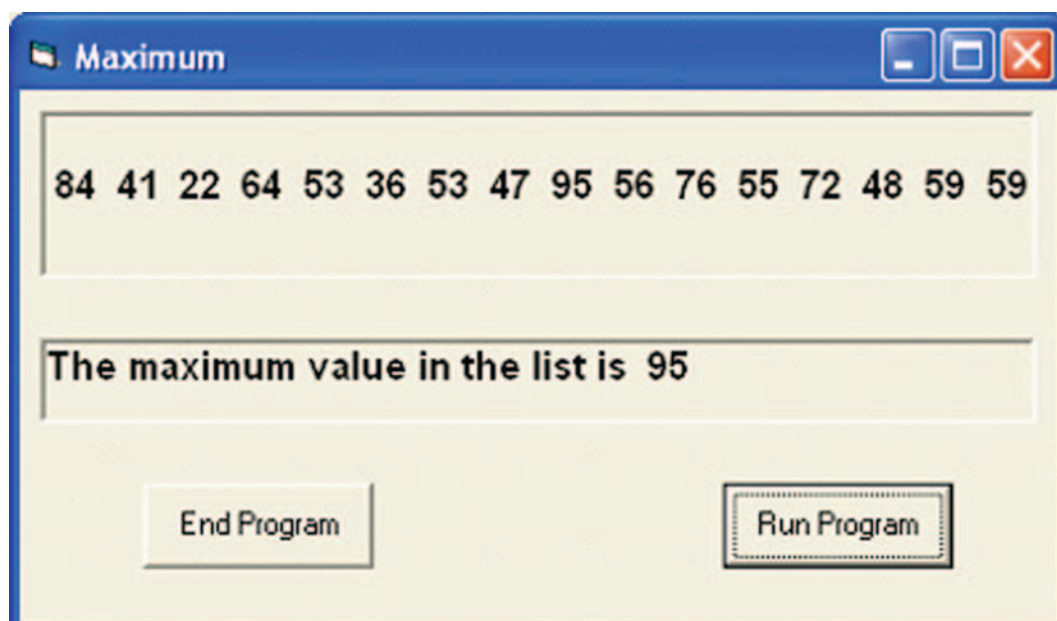 Maximum
84 41 22 64 53 36 53 47 95 56 76 55 72 48 59 59
The maximum value in the list is 95
End Program
Run Program